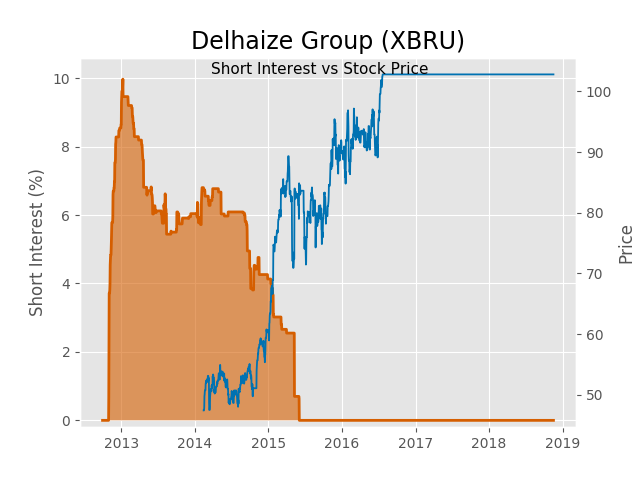 Delhaize Group (XBRU)
Short Interest vs Stock Price
Short Interest (%)
10
8
6
4
2
0
100
90
80
70
60
50
Price
2013 2014 2015 2016 2017 2018 2019